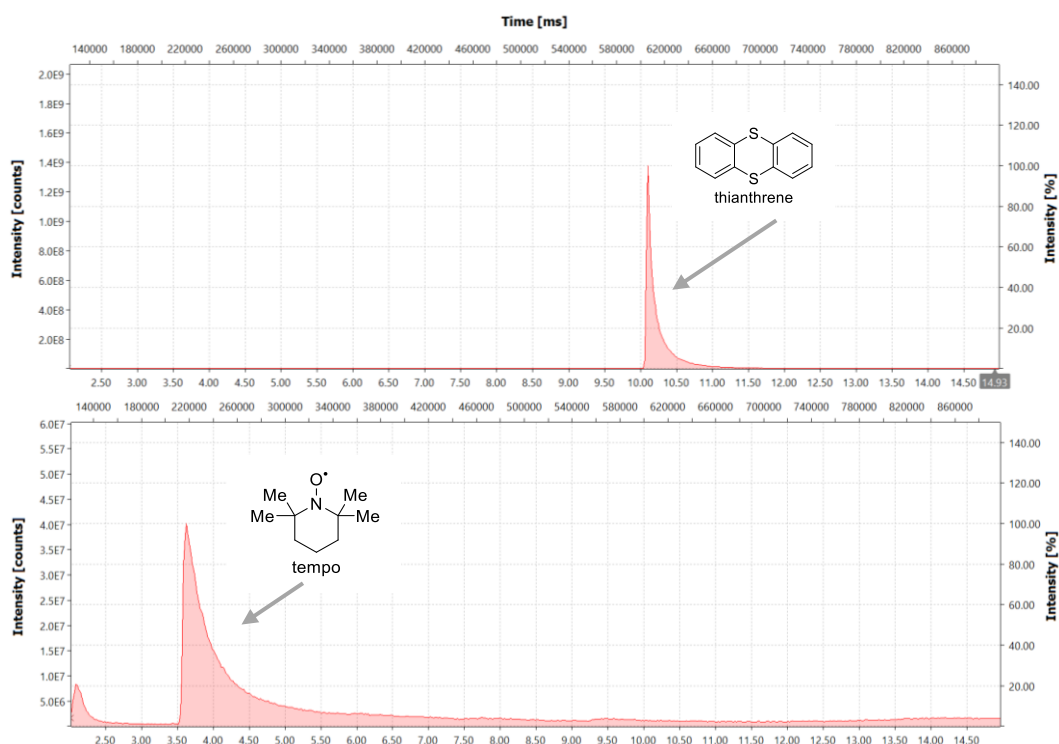 Time [ms]
140000 180000 220000 260000 300000 340000 380000 420000 460000 500000 540000 580000 620000 660000 700000 740000 780000 820000 860000
Intensity [counts]
2.0E9
1.8E9
1.6E9
1.4E9
1.2E9
1.0E9
8.0E8
6.0E8
4.0E8
2.0E8
S
S
thianthrene
140.00
120.00
100.00
80.00
60.00
40.00
20.00
Intensity [%]
2.50 3.00 3.50 4.00 4.50 5.00 5.50 6.00 6.50 7.00 7.50 8.00 8.50 9.00 9.50 10.00 10.50 11.00 11.50 12.00 12.50 13.00 13.50 14.00 14.50 14.93
140000 180000 220000 260000 300000 340000 380000 420000 460000 500000 540000 580000 620000 660000 700000 740000 780000 820000 860000
Intensity [counts]
6.0E7
5.5E7
5.0E7
4.5E7
4.0E7
3.5E7
3.0E7
2.5E7
2.0E7
1.5E7
1.0E7
5.0E6
O•
Me N Me
Me Me
tempo
140.00
120.00
100.00
80.00
60.00
40.00
20.00
Intensity [%]
2.50 3.00 3.50 4.00 4.50 5.00 5.50 6.00 6.50 7.00 7.50 8.00 8.50 9.00 9.50 10.00 10.50 11.00 11.50 12.00 12.50 13.00 13.50 14.00 14.50